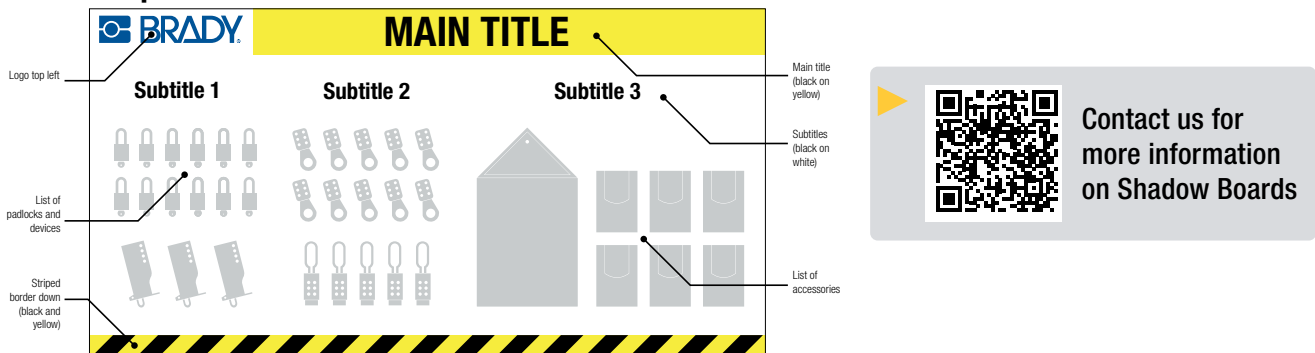 BRADY.
MAIN TITLE
Logo top left
Subtitle 1
Subtitle 2
Subtitle 3
Main title
(black on
yellow)
Subtitles
(black on
white)
List of
padlocks and
devices
List of
accessories
Striped
border down
(black and
yellow)
Contact us for
more information
on Shadow Boards